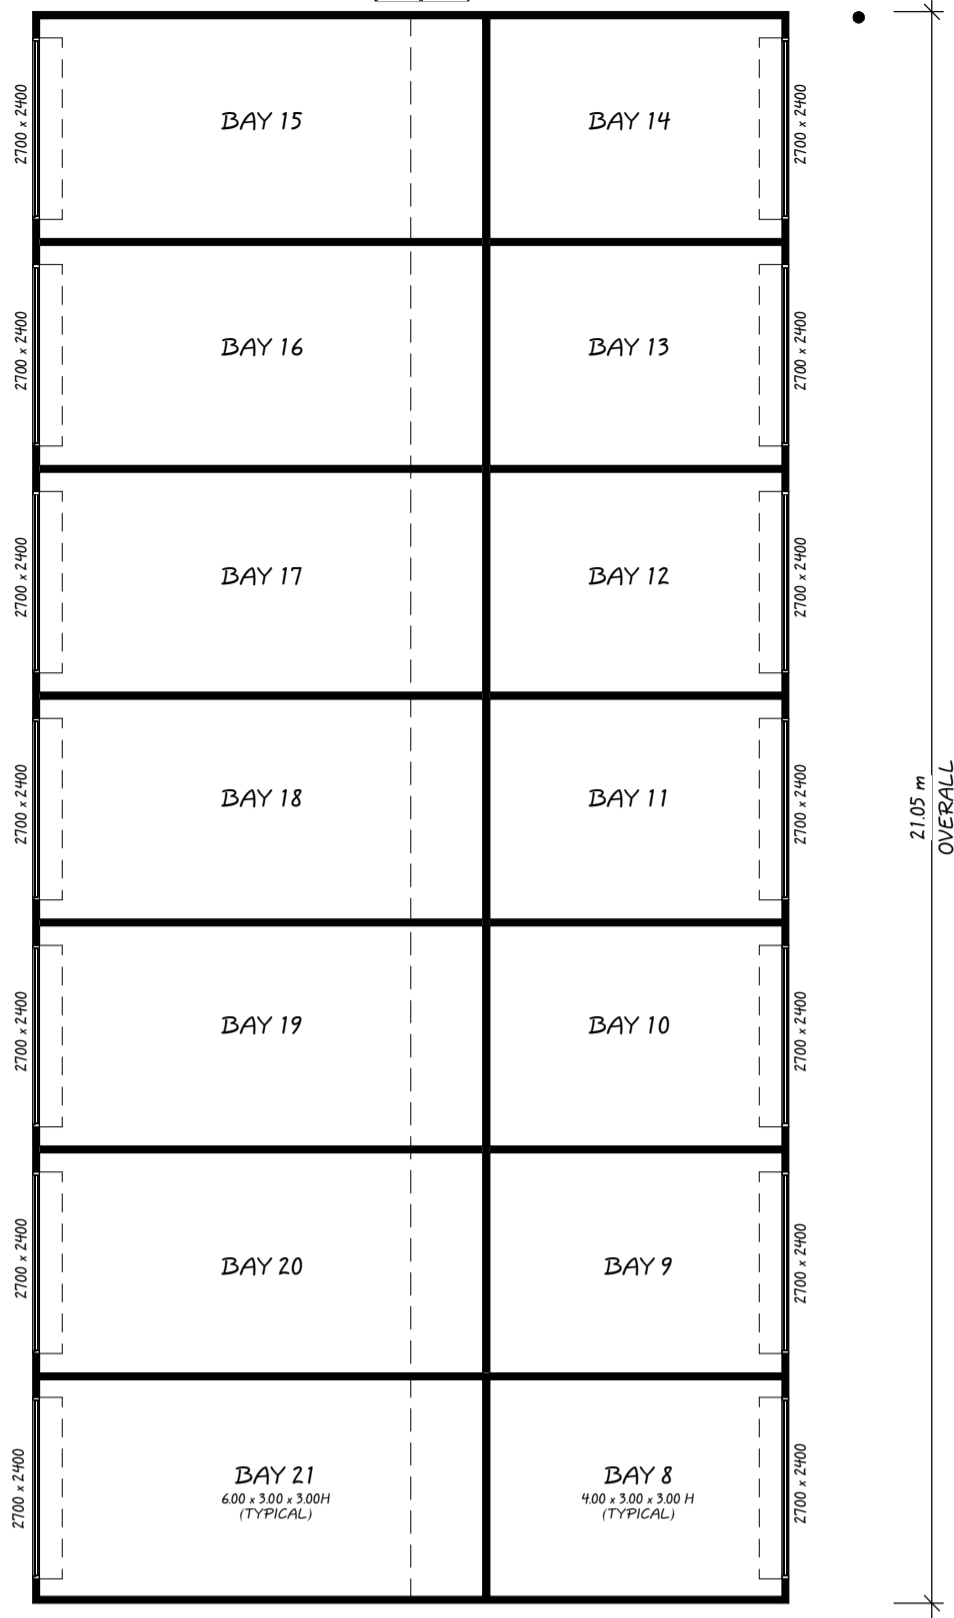 2700 x 2400
BAY 15
BAY 14
2700 x 2400
2700 x 2400
BAY 16
BAY 13
2700 x 2400
2700 x 2400
BAY 17
BAY 12
2700 x 2400
2700 x 2400
BAY 18
BAY 11
2700 x 2400
21.05 m
OVERALL
2700 x 2400
BAY 19
BAY 10
2700 x 2400
2700 x 2400
BAY 20
BAY 9
2700 x 2400
2700 x 2400
BAY 21
6.00 x 3.00 x 3.00H
(TYPICAL)
BAY 8
4.00 x 3.00 x 3.00 H
(TYPICAL)
2700 x 2400